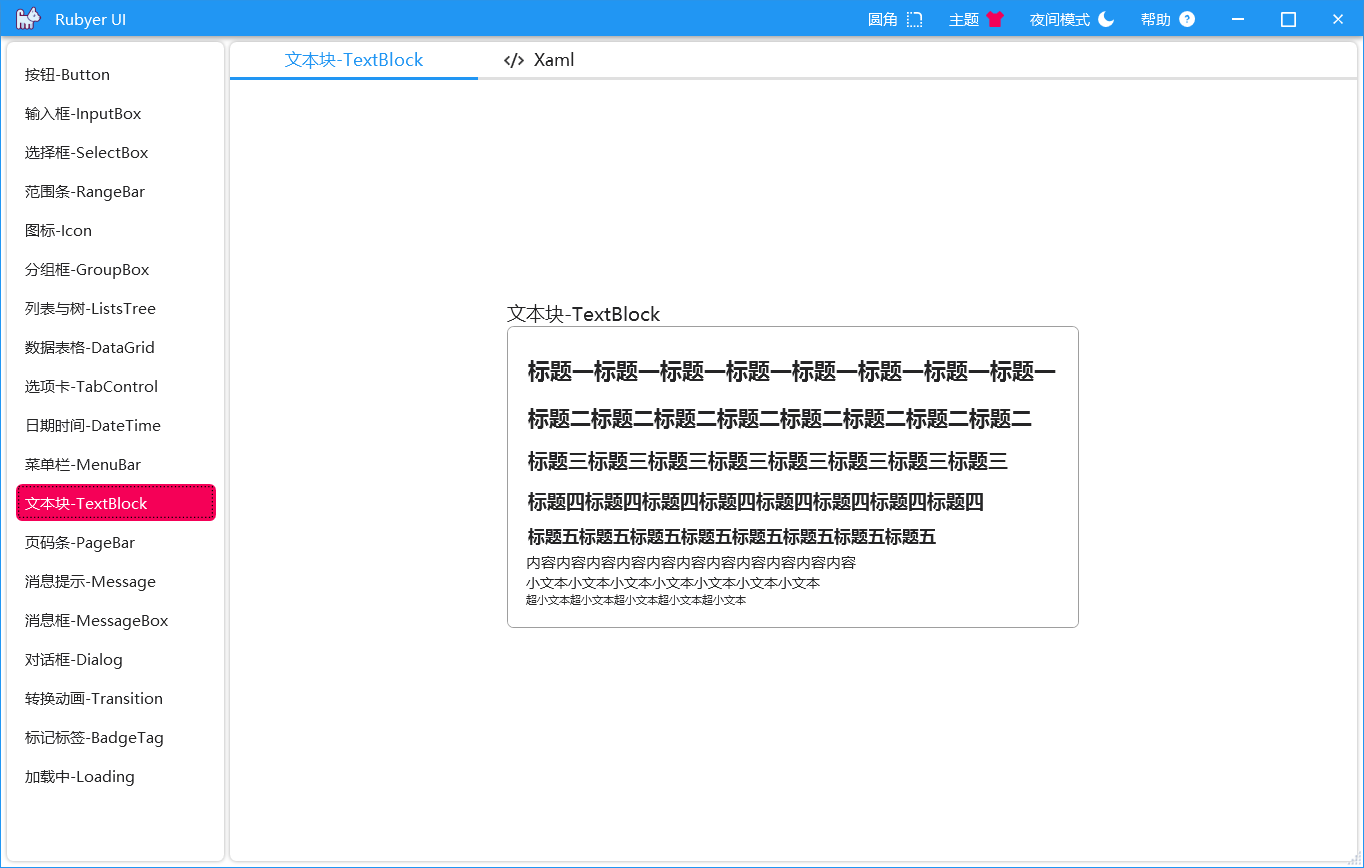 Rubyer UI
圆角
主题
夜间模式
帮助
按钮-Button
输入框-InputBox
选择框-SelectBox
范围条-RangeBar
图标-Icon
分组框-GroupBox
列表与树-ListsTree
数据表格-DataGrid
选项卡-TabControl
日期时间-DateTime
菜单栏-MenuBar
文本块-TextBlock
页码条-PageBar
消息提示-Message
消息框-MessageBox
对话框-Dialog
转换动画-Transition
标记标签-BadgeTag
加载中-Loading
文本块-TextBlock
</> Xaml
文本块-TextBlock
标题一标题一标题一标题一标题一标题一标题一标题一
标题二标题二标题二标题二标题二标题二标题二标题二
标题三标题三标题三标题三标题三标题三标题三标题三
标题四标题四标题四标题四标题四标题四标题四标题四
标题五标题五标题五标题五标题五标题五标题五标题五
内容内容内容内容内容内容内容内容内容内容内容
小文本小文本小文本小文本小文本小文本小文本
超小文本超小文本超小文本超小文本超小文本